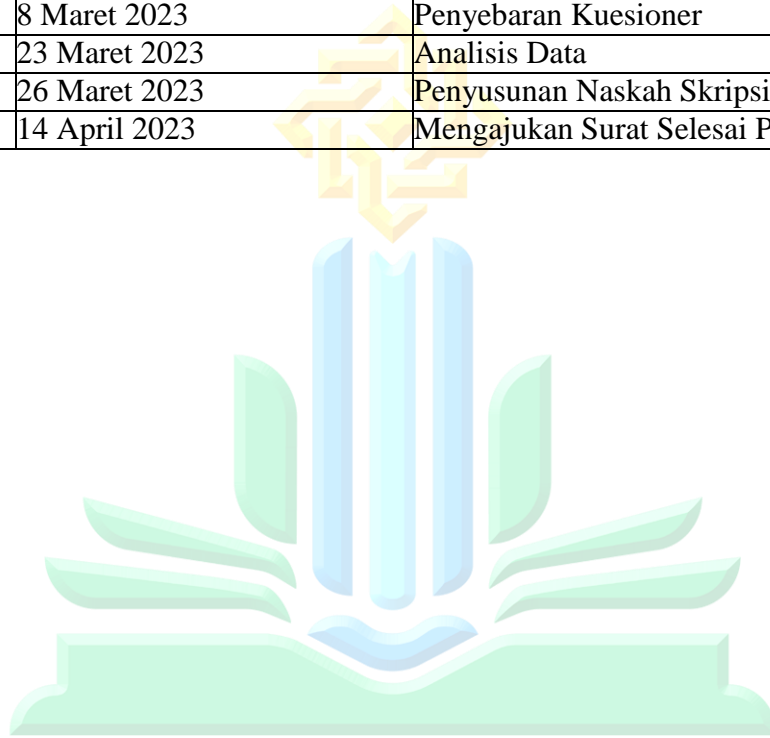 8 Maret 2023 Penyebaran Kuesioner
23 Maret 2023 Analisis Data
26 Maret 2023 Penyusunan Naskah Skripsi
14 April 2023 Mengajukan Surat Selesai P